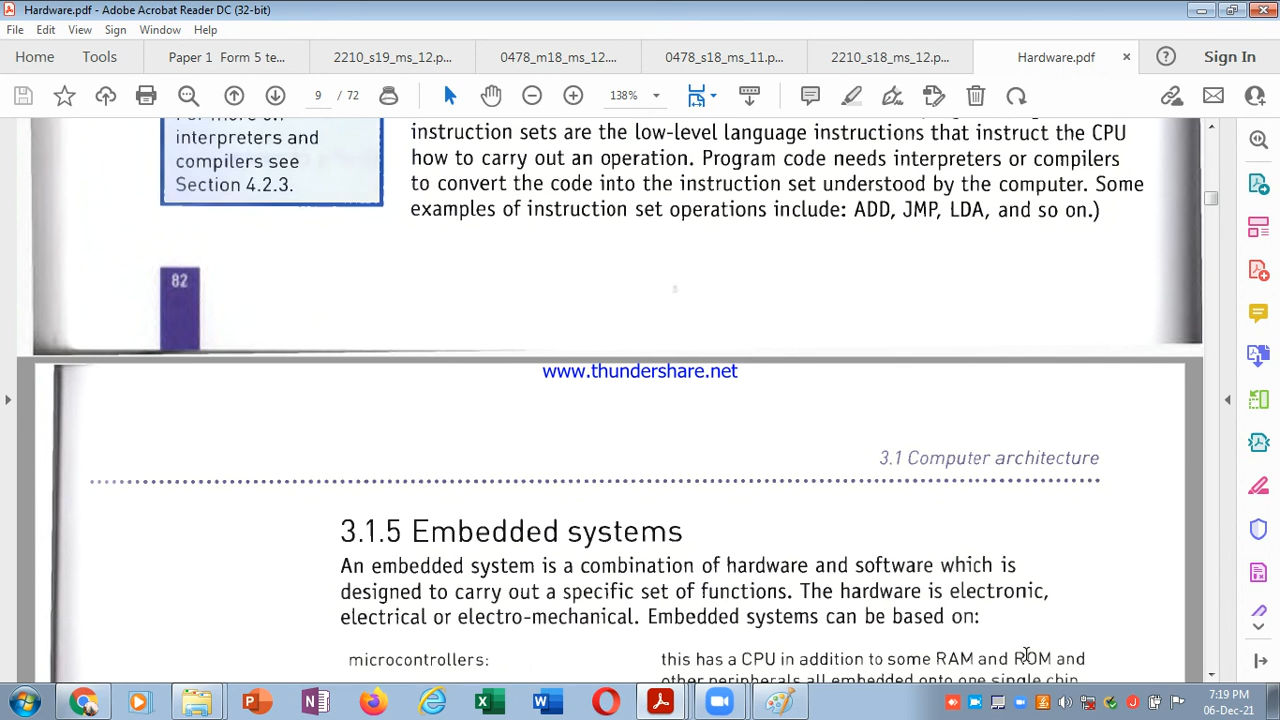 Hardware.pdf - Adobe Acrobat Reader DC (32-bit)
File Edit View Sign Window Help
Home Tools Paper 1 Form 5 te... 2210_s19_ms_12.p... 0478_m18_ms_12.... 0478_s18_ms_11.p... 2210_s18_ms_12.p... Hardware.pdf × Sign In
9 / 72 138%
interpreters and
compilers see
Section 4.2.3.
instruction sets are the low-level language instructions that instruct the CPU
how to carry out an operation. Program code needs interpreters or compilers
to convert the code into the instruction set understood by the computer. Some
examples of instruction set operations include: ADD, JMP, LDA, and so on.)
82
www.thundershare.net
3.1 Computer architecture
3.1.5 Embedded systems
An embedded system is a combination of hardware and software which is
designed to carry out a specific set of functions. The hardware is electronic,
electrical or electro-mechanical. Embedded systems can be based on:
microcontrollers: this has a CPU in addition to some RAM and ROM and
other peripherals all embedded onto one single chip
7:19 PM
06-Dec-21